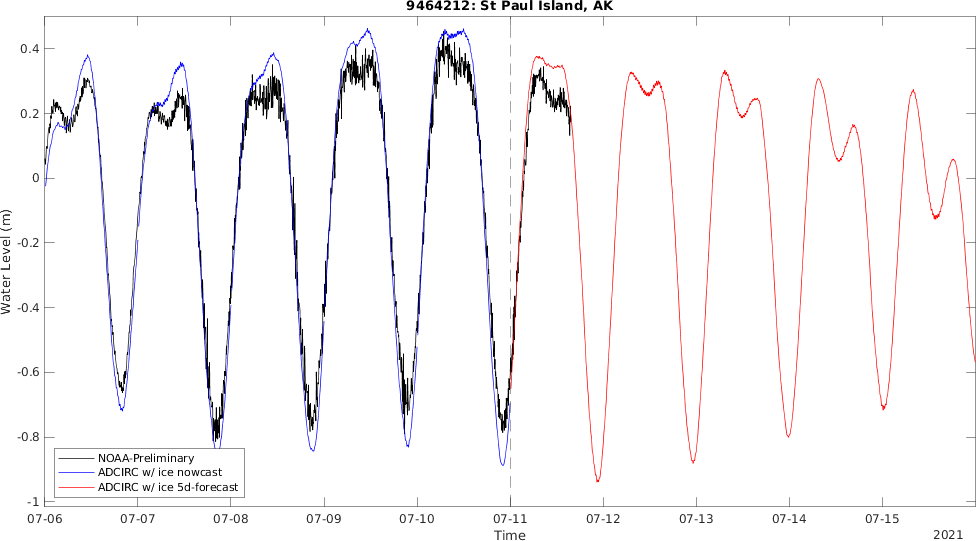 9464212: St Paul Island, AK
0.4
0.2
0
-0.2
-0.4
-0.6
-0.8
-1
Water Level (m)
NOAA-Preliminary
ADCIRC w/ ice nowcast
ADCIRC w/ ice 5d-forecast
07-06 07-07 07-08 07-09 07-10 07-11 07-12 07-13 07-14 07-15
Time
2021